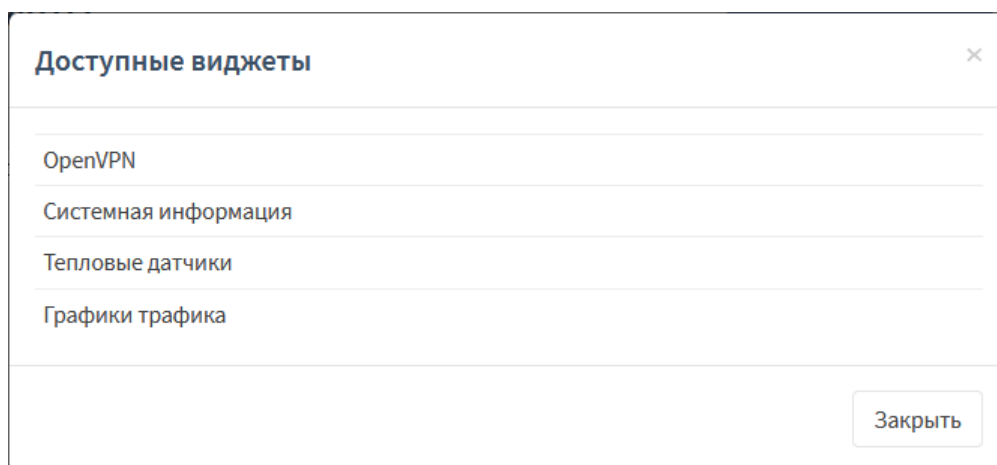 Доступные виджеты
×
OpenVPN
Системная информация
Тепловые датчики
Графики трафика
Закрыть